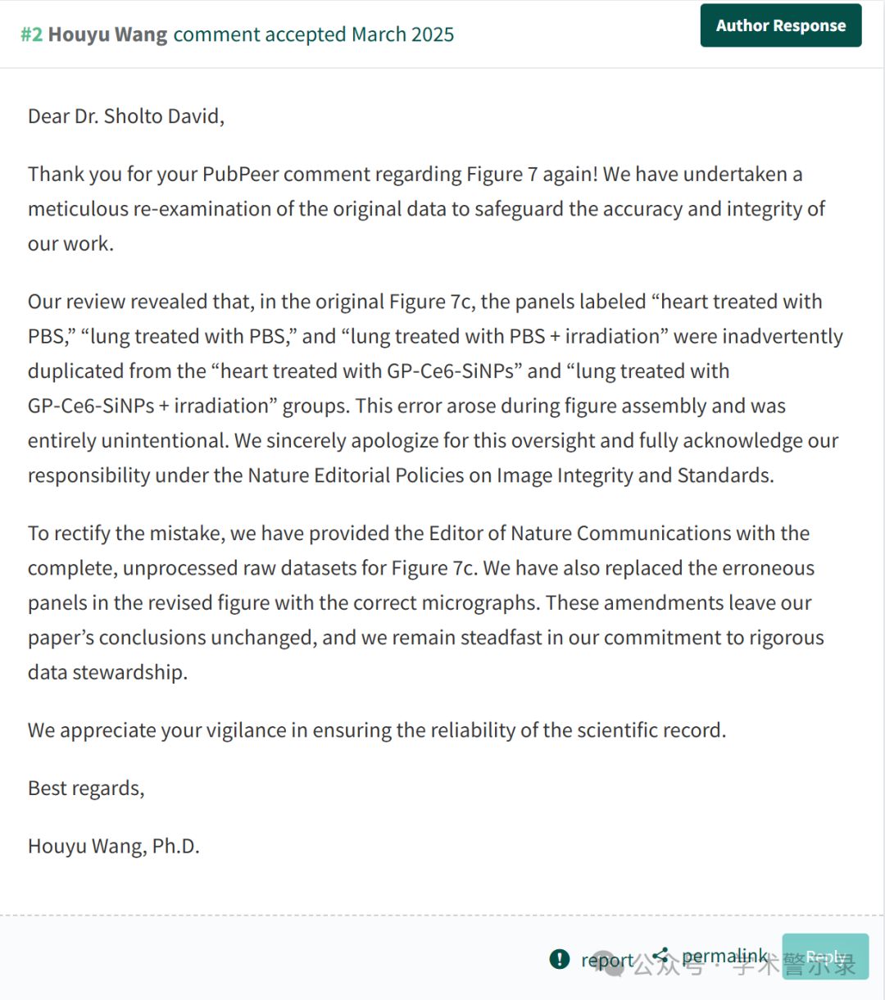 #2 Houyu Wang comment accepted March 2025
Author Response
Dear Dr. Sholto David,
Thank you for your PubPeer comment regarding Figure 7 again! We have undertaken a
meticulous re-examination of the original data to safeguard the accuracy and integrity of
our work.
Our review revealed that, in the original Figure 7c, the panels labeled “heart treated with
PBS,” “lung treated with PBS,” and “lung treated with PBS + irradiation” were inadvertently
duplicated from the “heart treated with GP-Ce6-SiNPs” and “lung treated with
GP-Ce6-SiNPs + irradiation” groups. This error arose during figure assembly and was
entirely unintentional. We sincerely apologize for this oversight and fully acknowledge our
responsibility under the Nature Editorial Policies on Image Integrity and Standards.
To rectify the mistake, we have provided the Editor of Nature Communications with the
complete, unprocessed raw datasets for Figure 7c. We have also replaced the erroneous
panels in the revised figure with the correct micrographs. These amendments leave our
paper’s conclusions unchanged, and we remain steadfast in our commitment to rigorous
data stewardship.
We appreciate your vigilance in ensuring the reliability of the scientific record.
Best regards,
Houyu Wang, Ph.D.
report permalink Reply
公众号 · 学术警示录